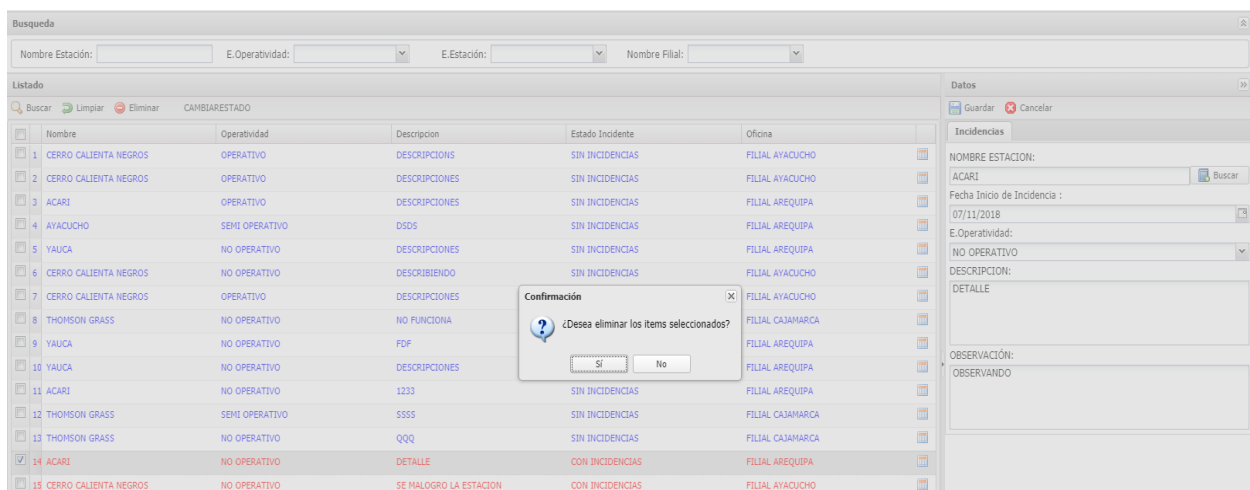 Busqueda
Nombre Estación: E.Operatividad: E.Estación: Nombre Filial:
Listado
Buscar Limpiar Eliminar CAMBIARESTADO
Nombre Operatividad Descripcion Estado Incidente Oficina
1 CERRO CALIENTA NEGROS OPERATIVO DESCRIPCIONS SIN INCIDENCIAS FILIAL AYACUCHO
2 CERRO CALIENTA NEGROS OPERATIVO DESCRIPCIONES SIN INCIDENCIAS FILIAL AYACUCHO
3 ACARI OPERATIVO DESCRIPCIONES SIN INCIDENCIAS FILIAL AREQUIPA
4 AYACUCHO SEMI OPERATIVO DSDS SIN INCIDENCIAS FILIAL AREQUIPA
5 YAUCA NO OPERATIVO DESCRIPCIONES SIN INCIDENCIAS FILIAL AREQUIPA
6 CERRO CALIENTA NEGROS NO OPERATIVO DESCRIBIENDO SIN INCIDENCIAS FILIAL AYACUCHO
7 CERRO CALIENTA NEGROS OPERATIVO DESCRIPCIONES FILIAL AYACUCHO
8 THOMSON GRASS NO OPERATIVO NO FUNCIONA FILIAL CAJAMARCA
9 YAUCA NO OPERATIVO FDF FILIAL AREQUIPA
10 YAUCA NO OPERATIVO DESCRIPCIONES FILIAL AREQUIPA
11 ACARI NO OPERATIVO 1233 SIN INCIDENCIAS FILIAL AREQUIPA
12 THOMSON GRASS SEMI OPERATIVO SSSS SIN INCIDENCIAS FILIAL CAJAMARCA
13 THOMSON GRASS NO OPERATIVO QQQ SIN INCIDENCIAS FILIAL CAJAMARCA
14 ACARI NO OPERATIVO DETALLE CON INCIDENCIAS FILIAL AREQUIPA
15 CERRO CALIENTA NEGROS NO OPERATIVO SE MALOGRO LA ESTACION CON INCIDENCIAS FILIAL AYACUCHO
Confirmación
¿Desea eliminar los items seleccionados?
Sí No
Datos
Guardar Cancelar
Incidencias
NOMBRE ESTACION:
ACARI Buscar
Fecha Inicio de Incidencia :
07/11/2018
E.Operatividad:
NO OPERATIVO
DESCRIPCION:
DETALLE
OBSERVACIÓN:
OBSERVANDO